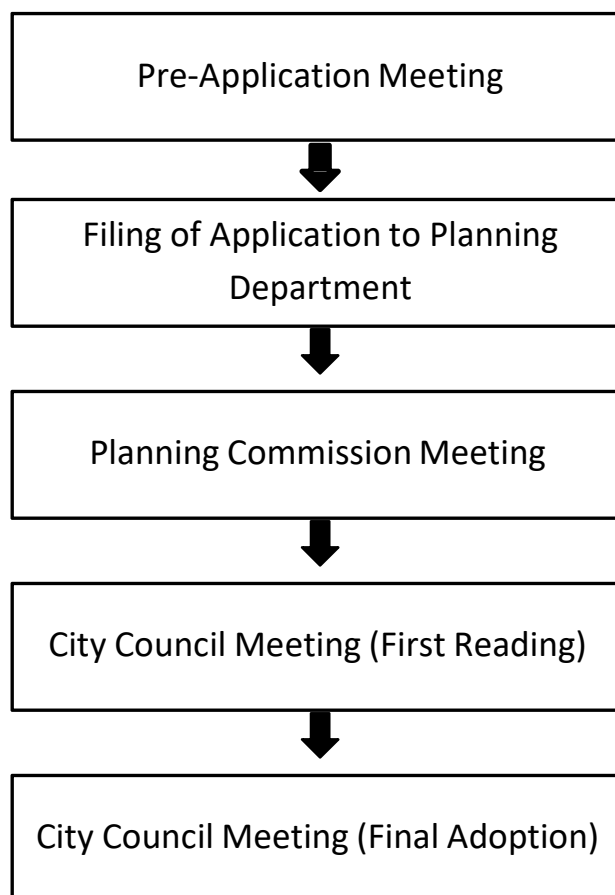 Pre-Application Meeting
Filing of Application to Planning
Department
Planning Commission Meeting
City Council Meeting (First Reading)
City Council Meeting (Final Adoption)